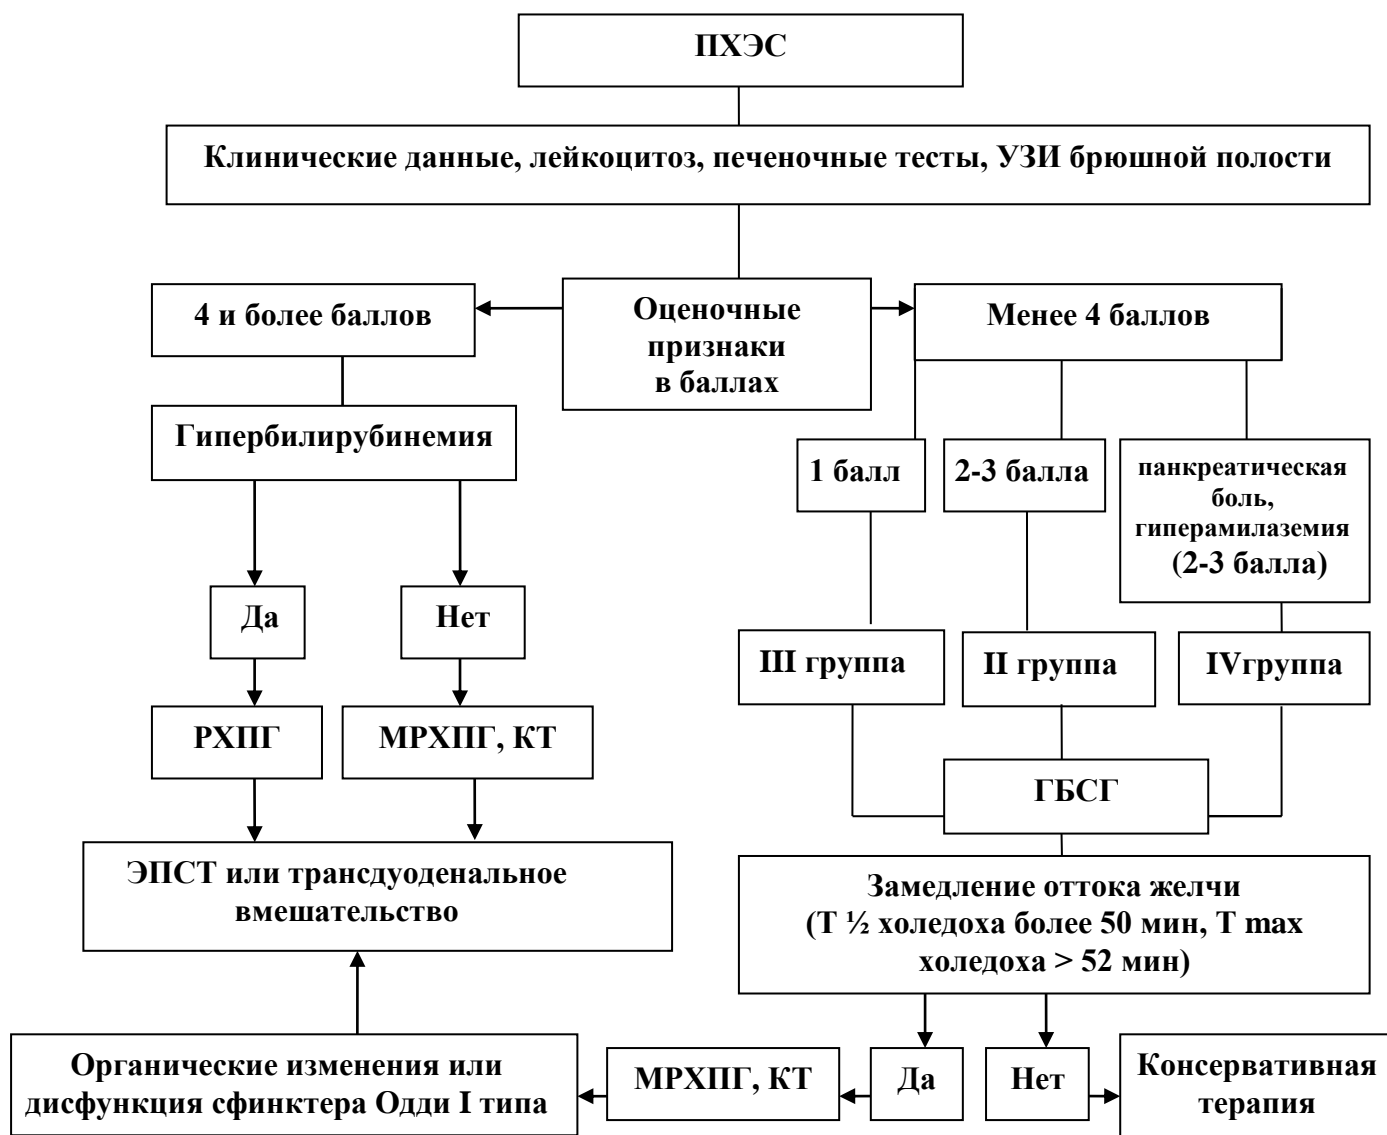 ПХЭС
Клинические данные, лейкоцитоз, печеночные тесты, УЗИ брюшной полости
4 и более баллов
Оценочные
признаки
в баллах
Менее 4 баллов
Гипербилирубинемия
1 балл
2-3 балла
панкреатическая
боль,
гиперамилаземия
(2-3 балла)
Да
Нет
III группа
II группа
IVгруппа
РХПГ
МРХПГ, КТ
ГБСГ
ЭПСТ или трансдуоденальное
вмешательство
Замедление оттока желчи
(Т ½ холедоха более 50 мин, Т max
холедоха > 52 мин)
Органические изменения или
дисфункция сфинктера Одди I типа
МРХПГ, КТ
Да
Нет
Консервативная
терапия